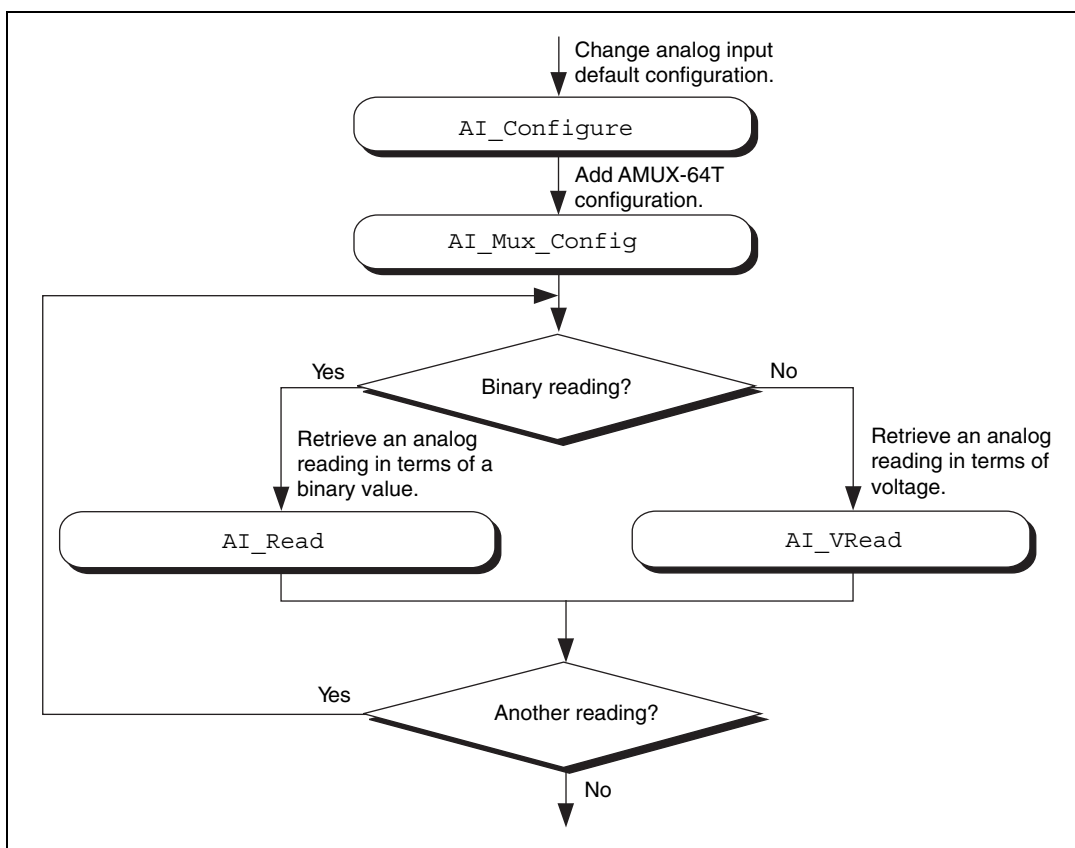 Change analog input
default configuration.
AI_Configure
Add AMUX-64T
configuration.
AI_Mux_Config
Yes
Binary reading?
No
Retrieve an analog
reading in terms of a
binary value.
Retrieve an analog
reading in terms of
voltage.
AI_Read
AI_VRead
Yes
Another reading?
No